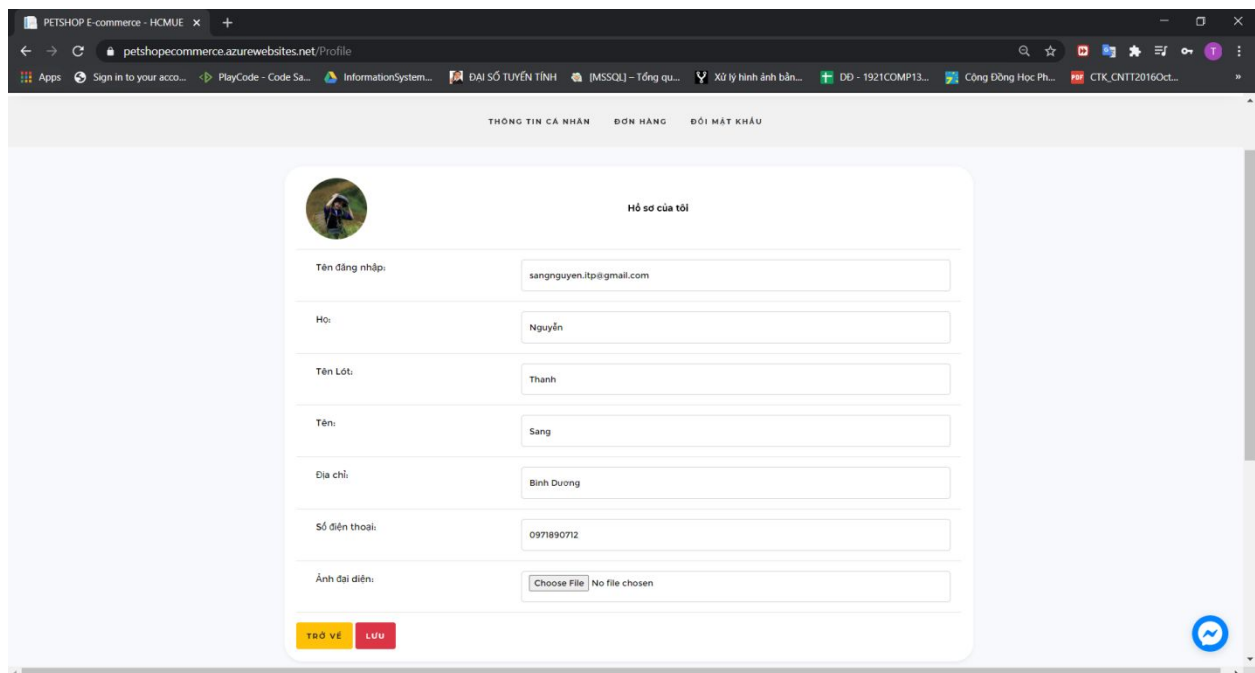 PETSHOP E-commerce - HCMUE
petshopecommerce.azurewebsites.net/Profile
T
Apps Sign in to your acco... PlayCode - Code Sa... InformationSystem... ĐẠI SỐ TUYẾN TÍNH [MSSQL] – Tổng qu... Xử lý hình ảnh bằn... DĐ - 1921COMP13... Cộng Đồng Học Ph... CTK_CNTT2016Oct... »
THÔNG TIN CÁ NHÂN ĐƠN HÀNG ĐỔI MẬT KHẨU
Hồ sơ của tôi
Tên đăng nhập: sangnguyen.itp@gmail.com
Họ: Nguyễn
Tên Lót: Thanh
Tên: Sang
Địa chỉ: Bình Dương
Số điện thoại: 0971890712
Ảnh đại diện: Choose File No file chosen
TRỞ VỀ LƯU